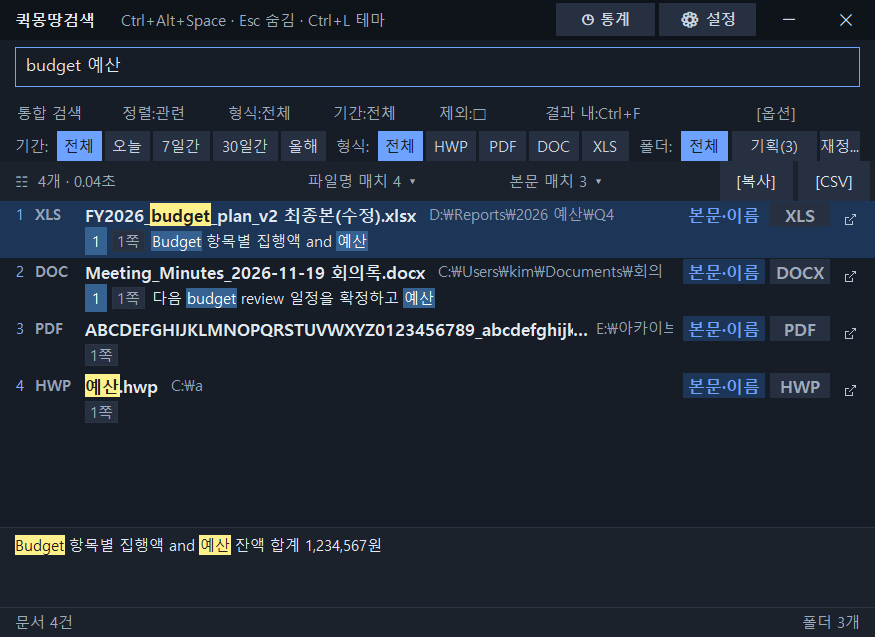 퀵몽땅검색 Ctrl+Alt+Space · Esc 숨김 · Ctrl+L 테마 통계 설정
budget 예산
통합 검색 정렬:관련 형식:전체 기간:전체 제외:□ 결과 내:Ctrl+F [옵션]
기간: 전체 오늘 7일간 30일간 올해 형식: 전체 HWP PDF DOC XLS 폴더: 전체 기획(3) 재정...
4개 · 0.04초 파일명 매치 4 ▾ 본문 매치 3 ▾ [복사] [CSV]
1 XLS FY2026_budget_plan_v2 최종본(수정).xlsx D:₩Reports₩2026 예산₩Q4 본문·이름 XLS
1 1쪽 Budget 항목별 집행액 and 예산
2 DOC Meeting_Minutes_2026-11-19 회의록.docx C:₩Users₩kim₩Documents₩회의 본문·이름 DOCX
1 1쪽 다음 budget review 일정을 확정하고 예산
3 PDF ABCDEFGHIJKLMNOPQRSTUVWXYZ0123456789_abcdefghijk... E:₩아카이브 본문·이름 PDF
1쪽
4 HWP 예산.hwp C:₩a 본문·이름 HWP
1쪽
Budget 항목별 집행액 and 예산 잔액 합계 1,234,567원
문서 4건 폴더 3개